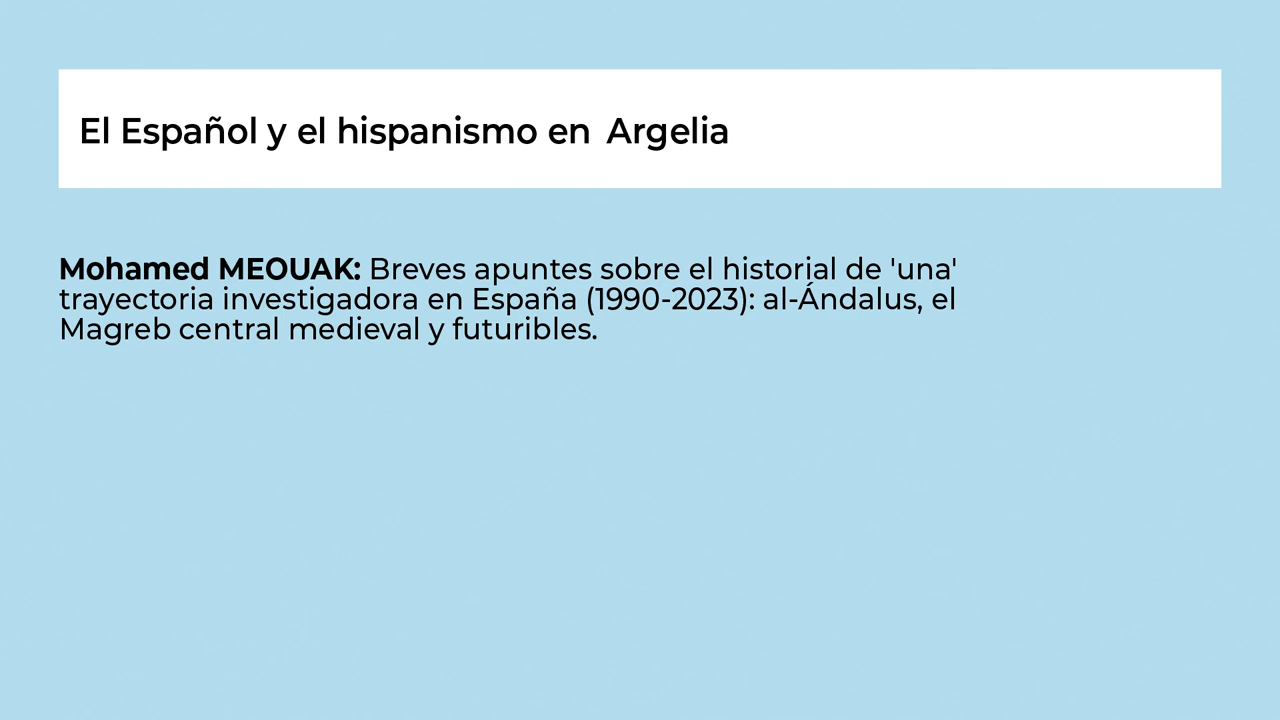 El Español y el hispanismo en  Argelia
Mohamed MEOUAK: Breves apuntes sobre el historial de 'una'
trayectoria investigadora en España (1990-2023): al-Ándalus, el
Magreb central medieval y futuribles.